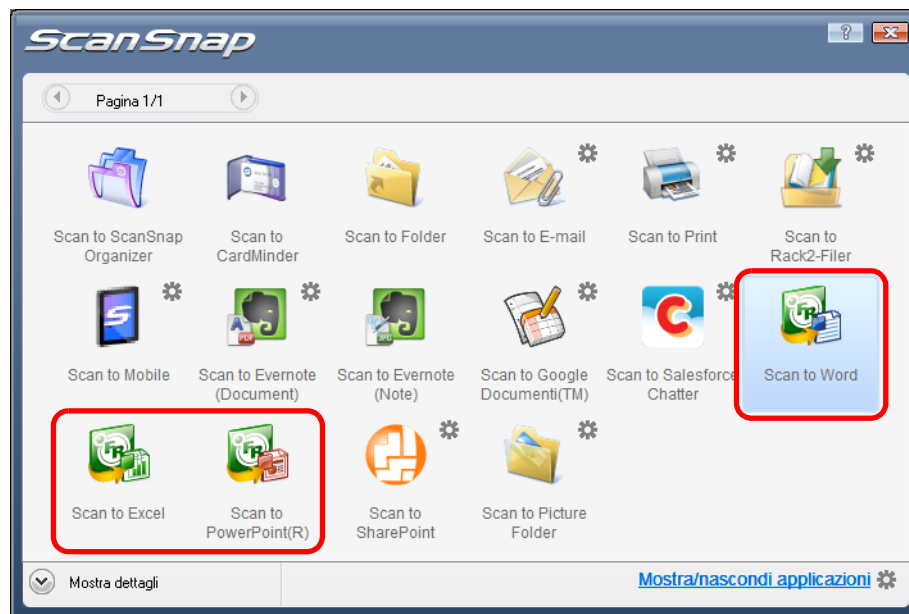 ScanSnap
Pagina 1/1
Scan to ScanSnap
Organizer
Scan to
CardMinder
Scan to Folder
Scan to E-mail
Scan to Print
Scan to
Rack2-Filer
Scan to Mobile
Scan to Evernote
(Document)
Scan to Evernote
(Note)
Scan to Google
Documenti(TM)
Scan to Salesforce
Chatter
Scan to Word
Scan to Excel
Scan to
PowerPoint(R)
Scan to
SharePoint
Scan to Picture
Folder
Mostra dettagli
Mostra/nascondi applicazioni